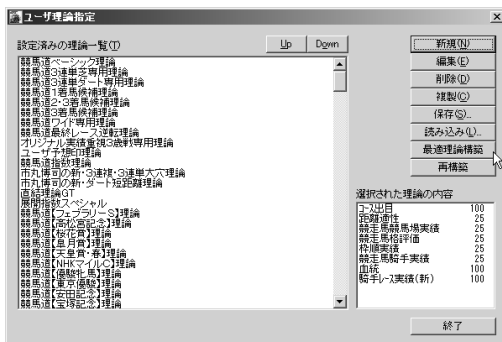 ユーザ理論指定
設定済みの理論一覧(T)
Up
Down
競馬道ベーシック理論
競馬道3連単芝専用理論
競馬道3連単ダート専用理論
競馬道1着馬候補理論
競馬道2・3着馬候補理論
競馬道3着馬候補理論
競馬道ワイド専用理論
競馬道最終レース逆転理論
オリジナル実績重視3歳戦専用理論
ユーザ予想印理論
競馬道指数理論
市丸博司の新・3連複・3連単大穴理論
市丸博司の新・ダート短距離理論
直結理論GT
展開指数スペシャル
競馬道【フェブラリーS】理論
競馬道【高松宮記念】理論
競馬道【桜花賞】理論
競馬道【皐月賞】理論
競馬道【天皇賞・春】理論
競馬道【NHKマイルC】理論
競馬道【優駿牝馬】理論
競馬道【東京優駿】理論
競馬道【安田記念】理論
競馬道【宝塚記念】理論
新規(N)
編集(E)
削除(D)
複製(C)
保存(S)...
読み込み(L)...
最適理論構築
再構築
選択された理論の内容
コース出目 100
距離適性 25
競走馬競馬場実績 25
競走馬格評価 25
枠順実績 25
競走馬騎手実績 25
血統 100
騎手レース実績(新) 100
終了